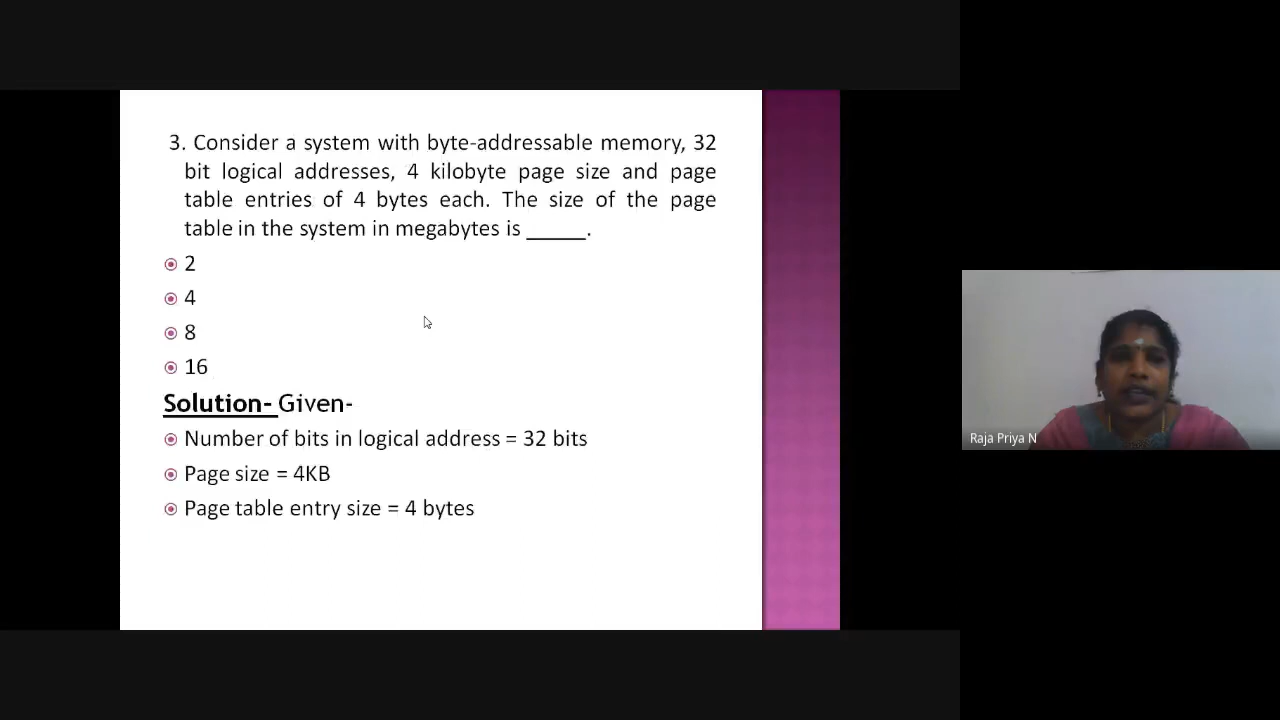 3. Consider a system with byte-addressable memory, 32
bit logical addresses, 4 kilobyte page size and page
table entries of 4 bytes each. The size of the page
table in the system in megabytes is _____.
2
4
8
16
Solution- Given-
Number of bits in logical address = 32 bits
Page size = 4KB
Page table entry size = 4 bytes
Raja Priya N